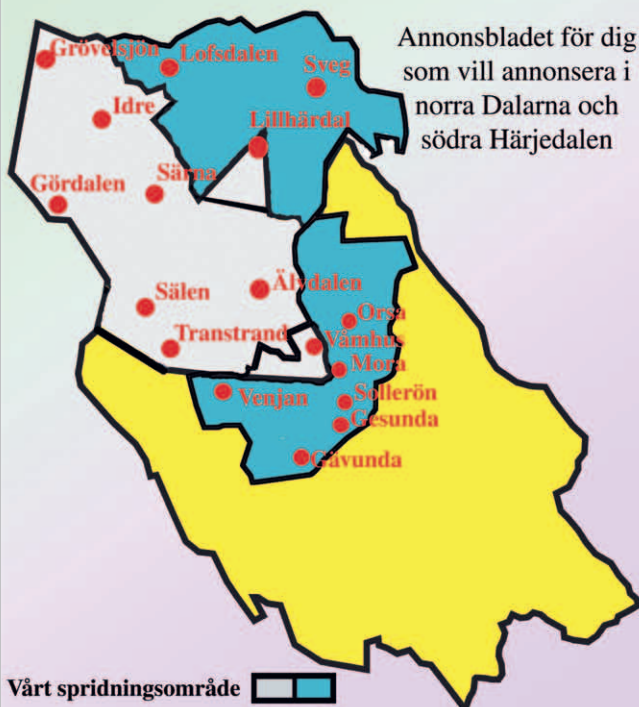 Annonsbladet för dig
som vill annonsera i
norra Dalarna och
södra Härjedalen
Grövelsjön
Lofsdalen
Sveg
Idre
Lillhärdal
Särna
Gördalen
Älvdalen
Sälen
Orsa
Transtrand
Våmhus
Mora
Venjan
Sollerön
Gesunda
Gävunda
Vårt spridningsområde